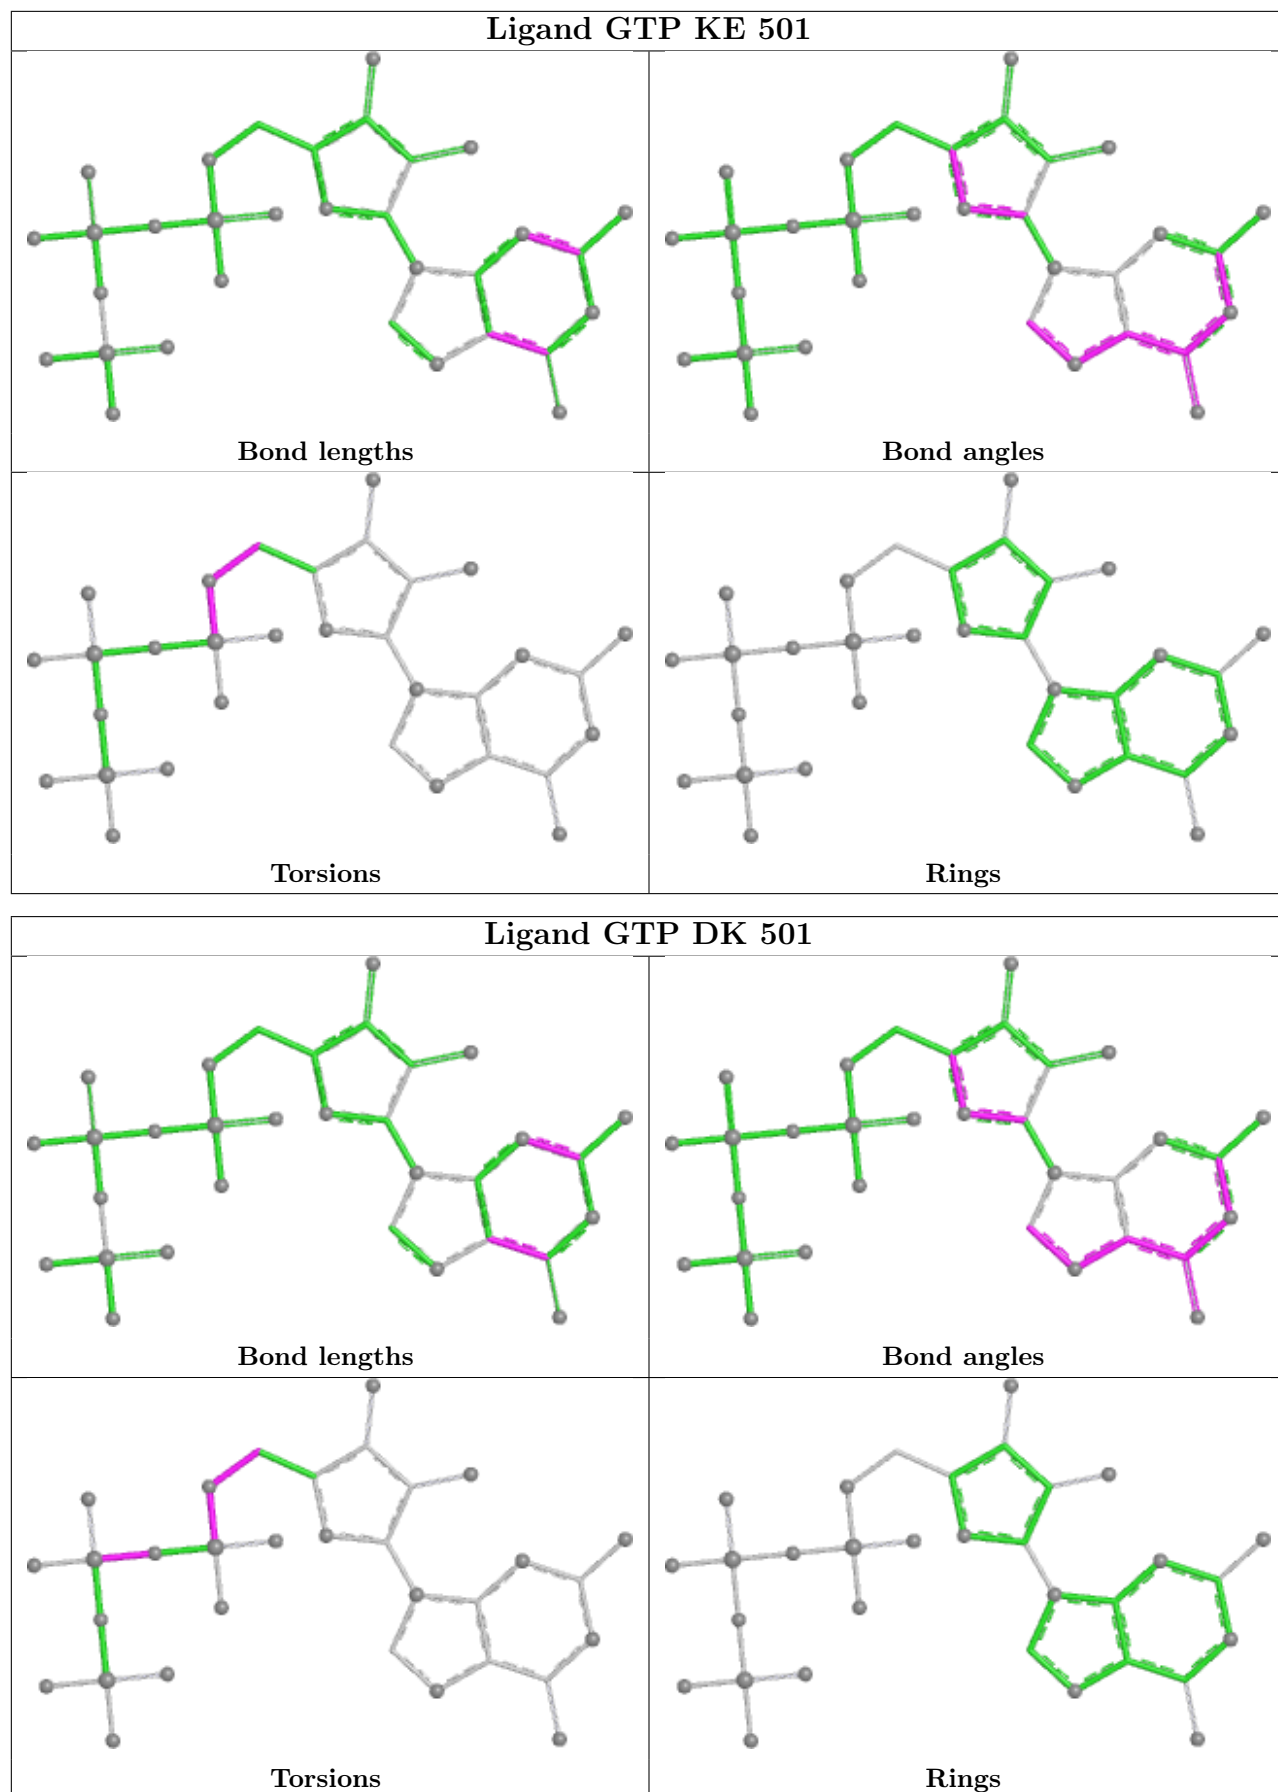 Ligand GTP KE 501
Bond lengths
Bond angles
Torsions
Rings
Ligand GTP DK 501
Bond lengths
Bond angles
Torsions
Rings